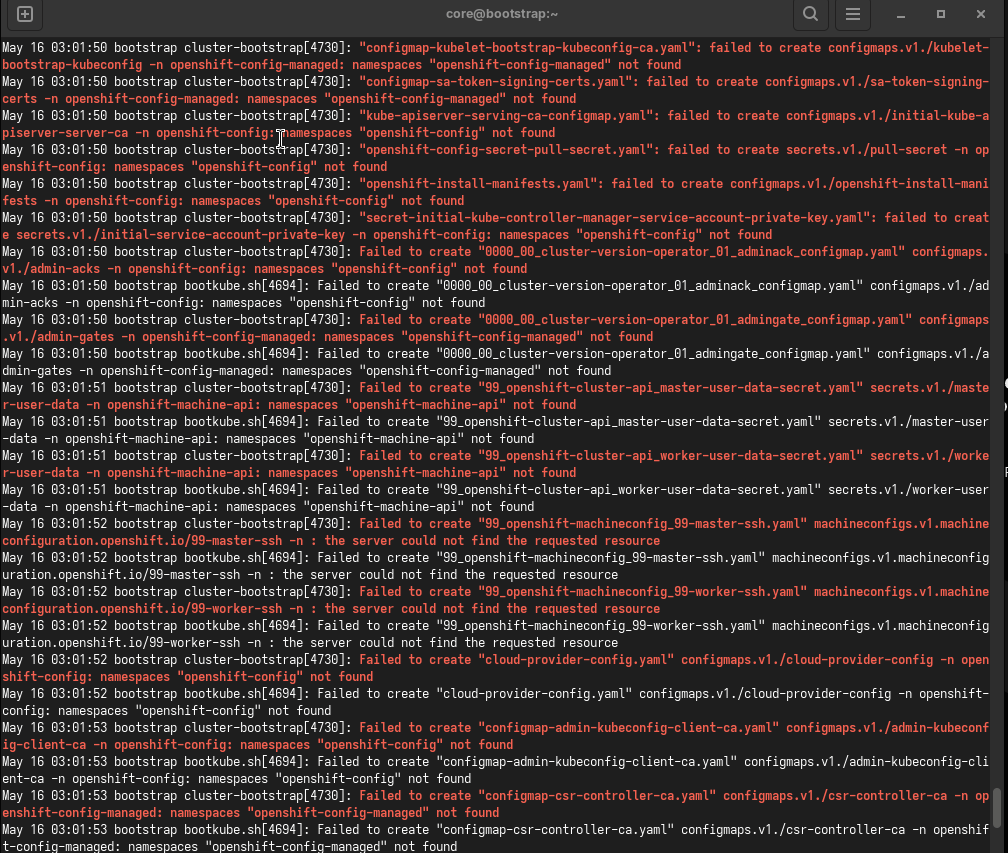 core@bootstrap:~
May 16 03:01:50 bootstrap cluster-bootstrap[4730]: "configmap-kubelet-bootstrap-kubeconfig-ca.yaml": failed to create configmaps.v1./kubelet-
bootstrap-kubeconfig -n openshift-config-managed: namespaces "openshift-config-managed" not found
May 16 03:01:50 bootstrap cluster-bootstrap[4730]: "configmap-sa-token-signing-certs.yaml": failed to create configmaps.v1./sa-token-signing-
certs -n openshift-config-managed: namespaces "openshift-config-managed" not found
May 16 03:01:50 bootstrap cluster-bootstrap[4730]: "kube-apiserver-serving-ca-configmap.yaml": failed to create configmaps.v1./initial-kube-a
piserver-server-ca -n openshift-config: namespaces "openshift-config" not found
May 16 03:01:50 bootstrap cluster-bootstrap[4730]: "openshift-config-secret-pull-secret.yaml": failed to create secrets.v1./pull-secret -n op
enshift-config: namespaces "openshift-config" not found
May 16 03:01:50 bootstrap cluster-bootstrap[4730]: "openshift-install-manifests.yaml": failed to create configmaps.v1./openshift-install-mani
fests -n openshift-config: namespaces "openshift-config" not found
May 16 03:01:50 bootstrap cluster-bootstrap[4730]: "secret-initial-kube-controller-manager-service-account-private-key.yaml": failed to creat
e secrets.v1./initial-service-account-private-key -n openshift-config: namespaces "openshift-config" not found
May 16 03:01:50 bootstrap cluster-bootstrap[4730]: Failed to create "0000_00_cluster-version-operator_01_adminack_configmap.yaml" configmaps.
v1./admin-acks -n openshift-config: namespaces "openshift-config" not found
May 16 03:01:50 bootstrap bootkube.sh[4694]: Failed to create "0000_00_cluster-version-operator_01_adminack_configmap.yaml" configmaps.v1./ad
min-acks -n openshift-config: namespaces "openshift-config" not found
May 16 03:01:50 bootstrap cluster-bootstrap[4730]: Failed to create "0000_00_cluster-version-operator_01_admingate_configmap.yaml" configmaps
.v1./admin-gates -n openshift-config-managed: namespaces "openshift-config-managed" not found
May 16 03:01:50 bootstrap bootkube.sh[4694]: Failed to create "0000_00_cluster-version-operator_01_admingate_configmap.yaml" configmaps.v1./a
dmin-gates -n openshift-config-managed: namespaces "openshift-config-managed" not found
May 16 03:01:51 bootstrap cluster-bootstrap[4730]: Failed to create "99_openshift-cluster-api_master-user-data-secret.yaml" secrets.v1./maste
r-user-data -n openshift-machine-api: namespaces "openshift-machine-api" not found
May 16 03:01:51 bootstrap bootkube.sh[4694]: Failed to create "99_openshift-cluster-api_master-user-data-secret.yaml" secrets.v1./master-user
-data -n openshift-machine-api: namespaces "openshift-machine-api" not found
May 16 03:01:51 bootstrap cluster-bootstrap[4730]: Failed to create "99_openshift-cluster-api_worker-user-data-secret.yaml" secrets.v1./worke
r-user-data -n openshift-machine-api: namespaces "openshift-machine-api" not found
May 16 03:01:51 bootstrap bootkube.sh[4694]: Failed to create "99_openshift-cluster-api_worker-user-data-secret.yaml" secrets.v1./worker-user
-data -n openshift-machine-api: namespaces "openshift-machine-api" not found
May 16 03:01:52 bootstrap cluster-bootstrap[4730]: Failed to create "99_openshift-machineconfig_99-master-ssh.yaml" machineconfigs.v1.machine
configuration.openshift.io/99-master-ssh -n : the server could not find the requested resource
May 16 03:01:52 bootstrap bootkube.sh[4694]: Failed to create "99_openshift-machineconfig_99-master-ssh.yaml" machineconfigs.v1.machineconfig
uration.openshift.io/99-master-ssh -n : the server could not find the requested resource
May 16 03:01:52 bootstrap cluster-bootstrap[4730]: Failed to create "99_openshift-machineconfig_99-worker-ssh.yaml" machineconfigs.v1.machine
configuration.openshift.io/99-worker-ssh -n : the server could not find the requested resource
May 16 03:01:52 bootstrap bootkube.sh[4694]: Failed to create "99_openshift-machineconfig_99-worker-ssh.yaml" machineconfigs.v1.machineconfig
uration.openshift.io/99-worker-ssh -n : the server could not find the requested resource
May 16 03:01:52 bootstrap cluster-bootstrap[4730]: Failed to create "cloud-provider-config.yaml" configmaps.v1./cloud-provider-config -n open
shift-config: namespaces "openshift-config" not found
May 16 03:01:52 bootstrap bootkube.sh[4694]: Failed to create "cloud-provider-config.yaml" configmaps.v1./cloud-provider-config -n openshift-
config: namespaces "openshift-config" not found
May 16 03:01:53 bootstrap cluster-bootstrap[4730]: Failed to create "configmap-admin-kubeconfig-client-ca.yaml" configmaps.v1./admin-kubeconf
ig-client-ca -n openshift-config: namespaces "openshift-config" not found
May 16 03:01:53 bootstrap bootkube.sh[4694]: Failed to create "configmap-admin-kubeconfig-client-ca.yaml" configmaps.v1./admin-kubeconfig-cli
ent-ca -n openshift-config: namespaces "openshift-config" not found
May 16 03:01:53 bootstrap cluster-bootstrap[4730]: Failed to create "configmap-csr-controller-ca.yaml" configmaps.v1./csr-controller-ca -n op
enshift-config-managed: namespaces "openshift-config-managed" not found
May 16 03:01:53 bootstrap bootkube.sh[4694]: Failed to create "configmap-csr-controller-ca.yaml" configmaps.v1./csr-controller-ca -n openshif
t-config-managed: namespaces "openshift-config-managed" not found